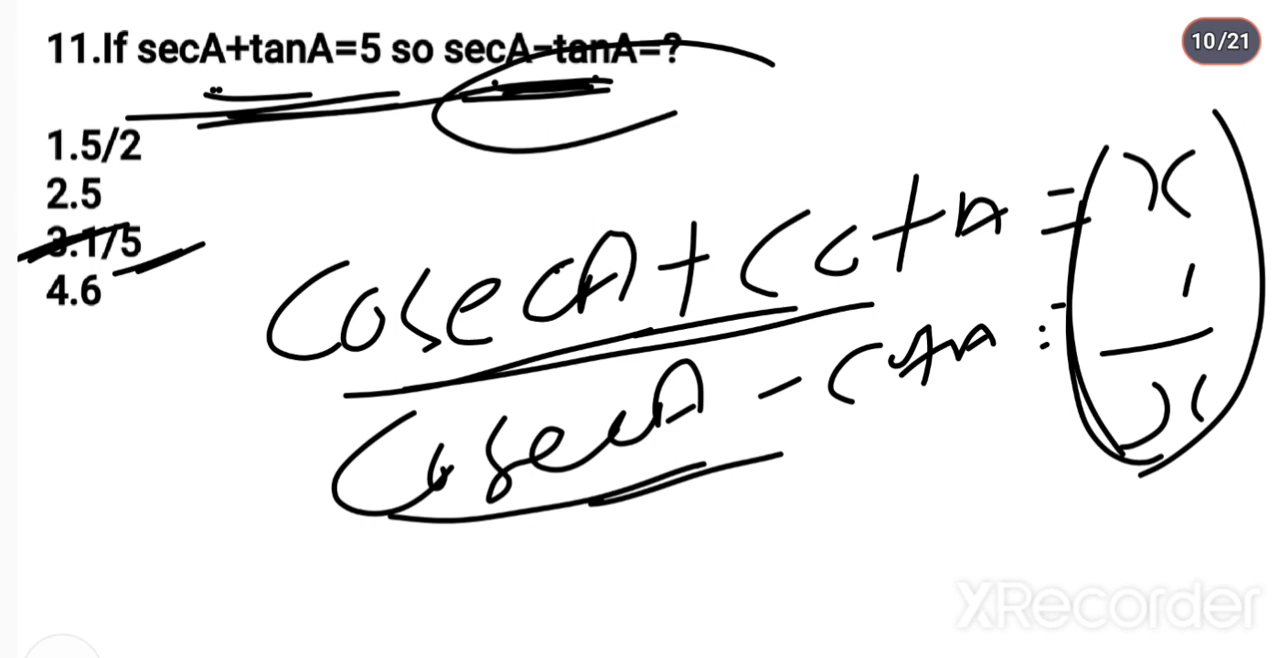 11.If secA+tanA=5 so secA-tanA=?
10/21
1.5/2
2.5
3.1/5
4.6
cosecA + cotA = x
cosecA - cotA = 1/x
XRecorder